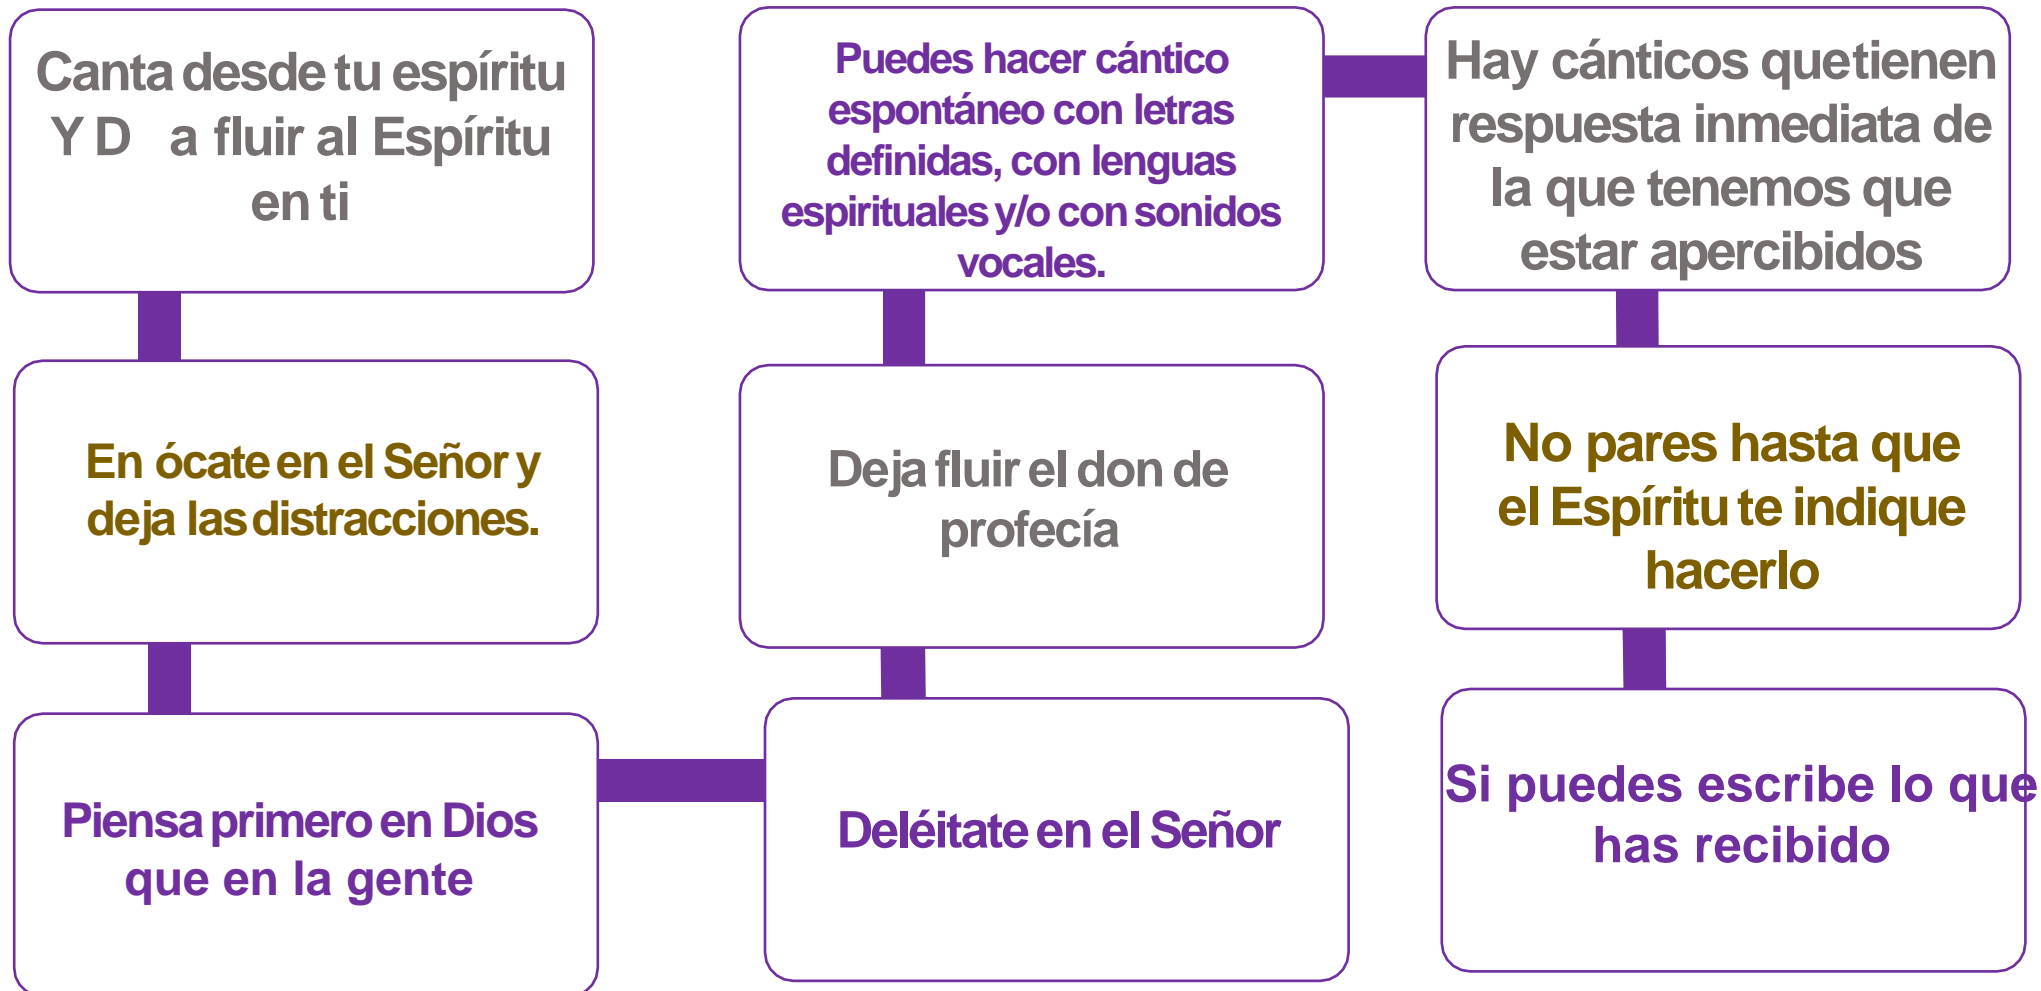 Canta desde tu espíritu
Y D a fluir al Espíritu
en ti
En ócate en el Señor y
deja las distracciones.
Piensa primero en Dios
que en la gente
Deléitate en el Señor
Deja fluir el don de
profecía
Puedes hacer cántico
espontáneo con letras
definidas, con lenguas
espirituales y/o con sonidos
vocales.
Hay cánticos quetienen
respuesta inmediata de
la que tenemos que
estar apercibidos
No pares hasta que
el Espíritu te indique
hacerlo
Si puedes escribe lo que
has recibido